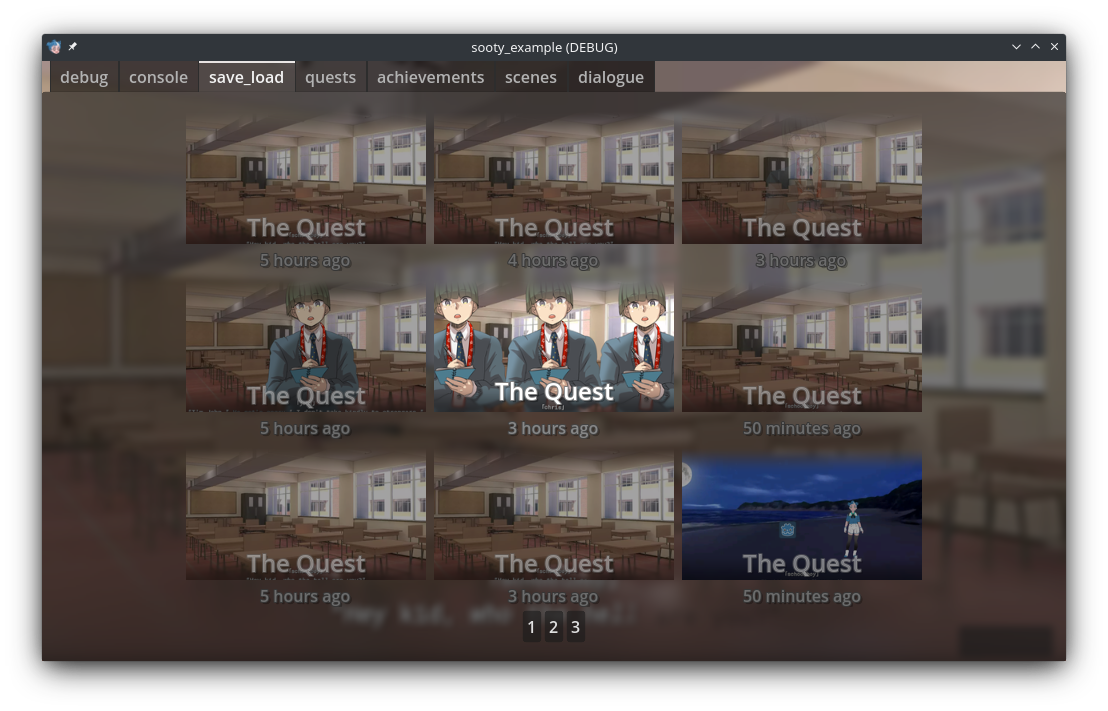 sooty_example (DEBUG)
debug console save_load quests achievements scenes dialogue
The Quest The Quest The Quest
5 hours ago 4 hours ago 3 hours ago
The Quest The Quest The Quest
5 hours ago 3 hours ago 50 minutes ago
The Quest The Quest The Quest
5 hours ago 3 hours ago 50 minutes ago
"Hey kid, who
1 2 3